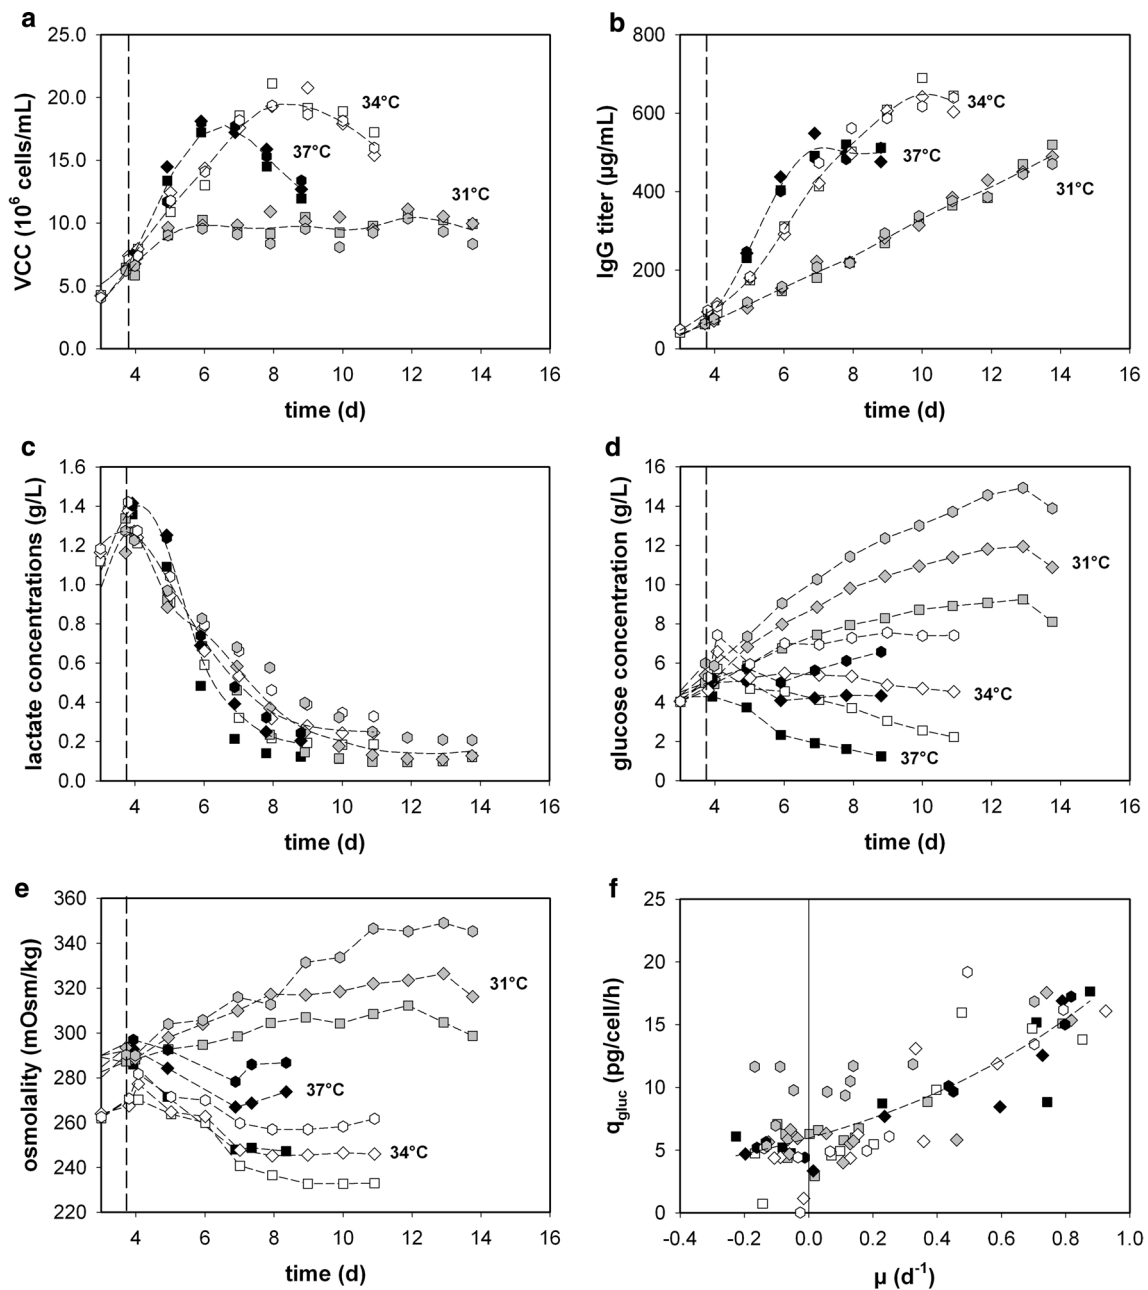 a
25.0
20.0
15.0
10.0
5.0
0.0
VCC (10⁶ cells/mL)
34°C
37°C
31°C
4 6 8 10 12 14 16
time (d)
b
800
600
400
200
0
IgG titer (µg/mL)
34°C
37°C
31°C
4 6 8 10 12 14 16
time (d)
c
1.6
1.4
1.2
1.0
0.8
0.6
0.4
0.2
0.0
lactate concentrations (g/L)
4 6 8 10 12 14 16
time (d)
d
16
14
12
10
8
6
4
2
0
glucose concentration (g/L)
31°C
34°C
37°C
4 6 8 10 12 14 16
time (d)
e
360
340
320
300
280
260
240
220
osmolality (mOsm/kg)
31°C
37°C
34°C
4 6 8 10 12 14 16
time (d)
f
25
20
15
10
5
0
q_gluc (pg/cell/h)
-0.4 -0.2 0.0 0.2 0.4 0.6 0.8 1.0
µ (d⁻¹)